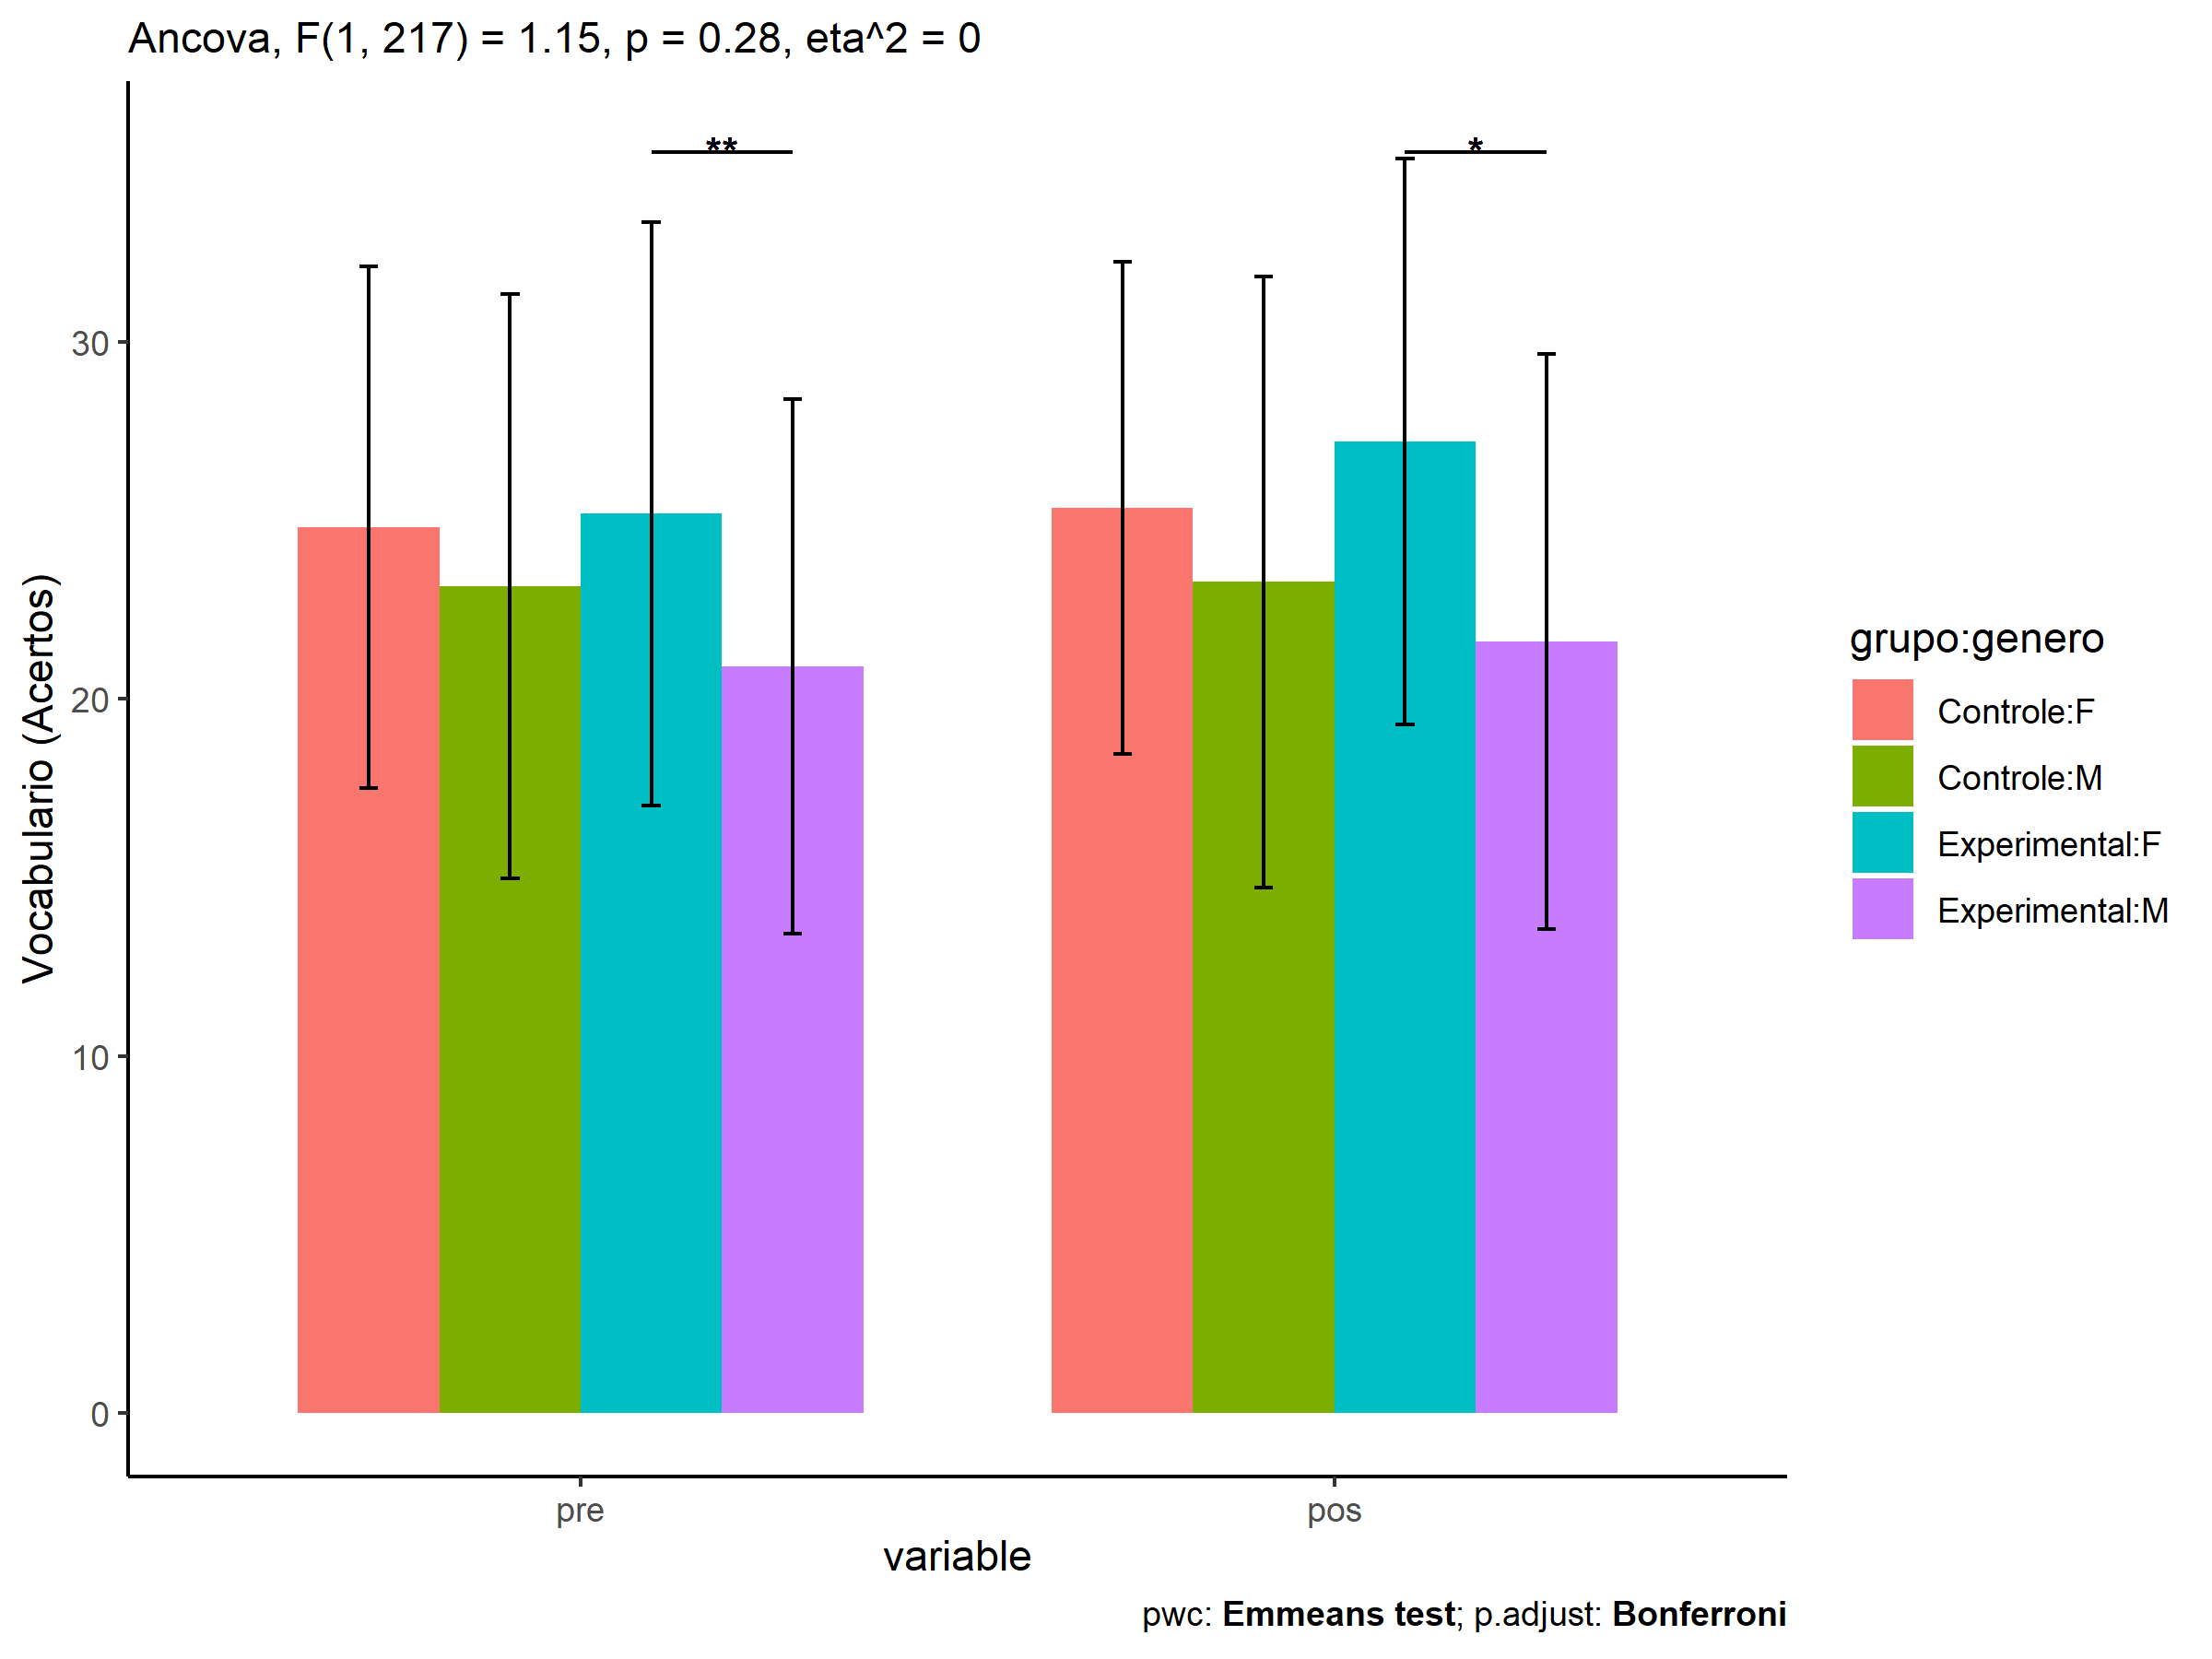 Ancova, F(1, 217) = 1.15, p = 0.28, eta^2 = 0
**
*
30
20
10
0
Vocabulario (Acertos)
pre
pos
variable
grupo:genero
Controle:F
Controle:M
Experimental:F
Experimental:M
pwc: Emmeans test; p.adjust: Bonferroni